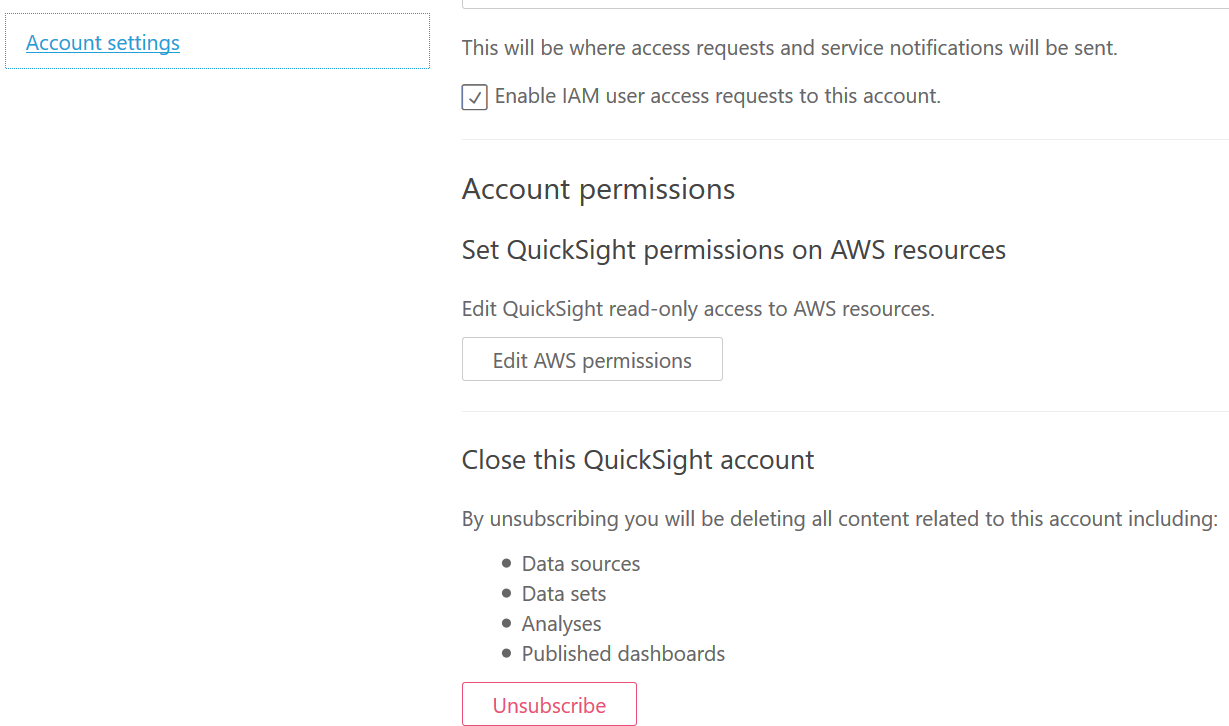 Account settings
This will be where access requests and service notifications will be sent.
Enable IAM user access requests to this account.
Account permissions
Set QuickSight permissions on AWS resources
Edit QuickSight read-only access to AWS resources.
Edit AWS permissions
Close this QuickSight account
By unsubscribing you will be deleting all content related to this account including:
Data sources
Data sets
Analyses
Published dashboards
Unsubscribe